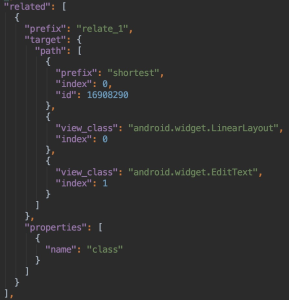 "related": [
{
"prefix": "relate_1",
"target": {
"path": [
{
"prefix": "shortest",
"index": 0,
"id": 16908290
},
{
"view_class": "android.widget.LinearLayout",
"index": 0
},
{
"view_class": "android.widget.EditText",
"index": 1
}
]
},
"properties": [
{
"name": "class"
}
]
}
],